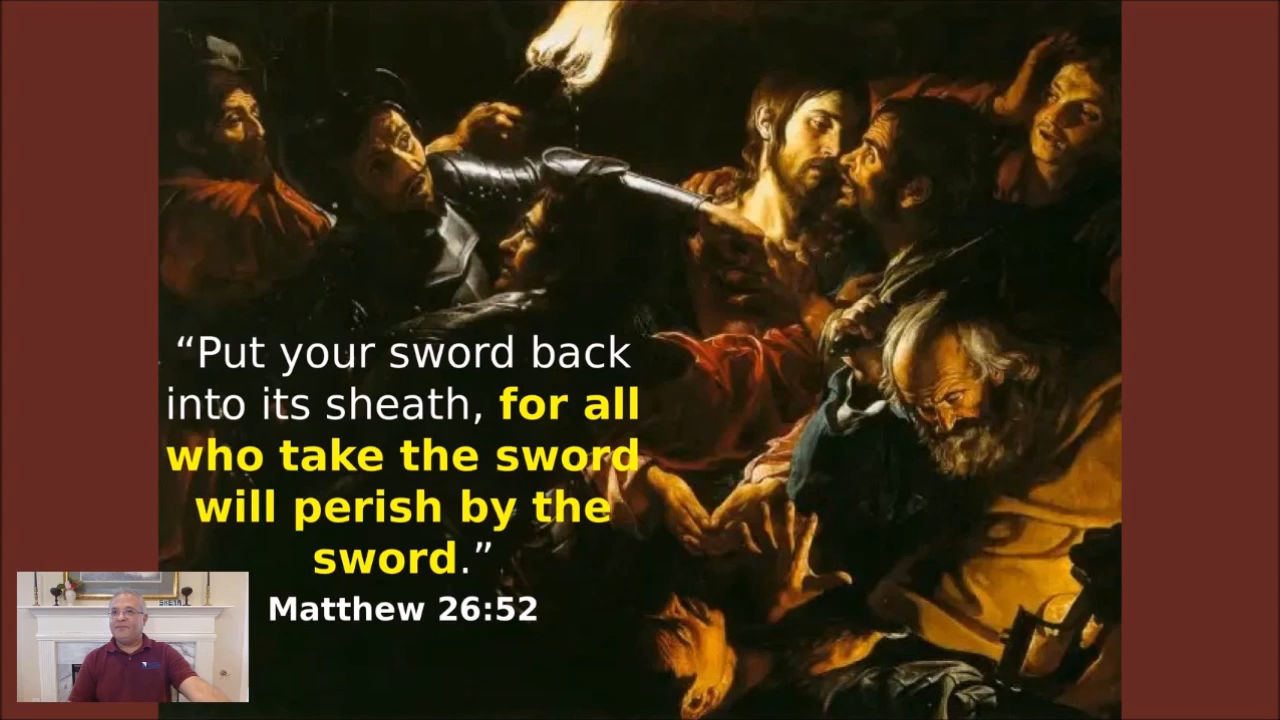 “Put your sword back
into its sheath, for all
who take the sword
will perish by the
sword.”
Matthew 26:52